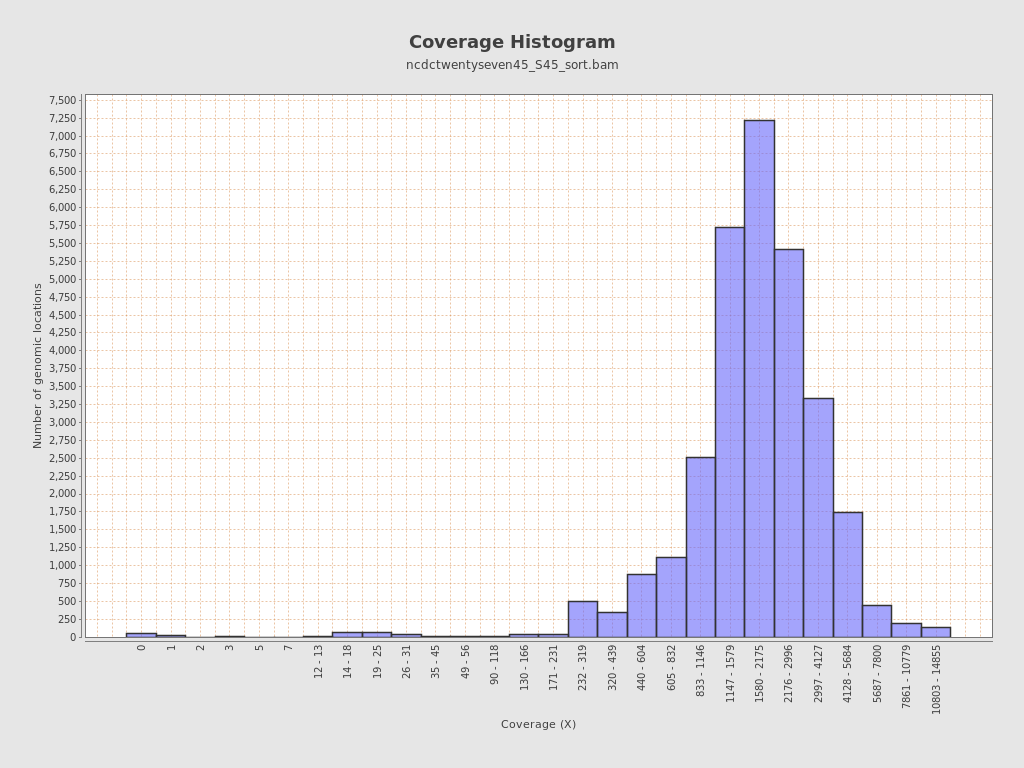 Coverage Histogram
ncdctwentyseven45_S45_sort.bam
Number of genomic locations
7,500
7,250
7,000
6,750
6,500
6,250
6,000
5,750
5,500
5,250
5,000
4,750
4,500
4,250
4,000
3,750
3,500
3,250
3,000
2,750
2,500
2,250
2,000
1,750
1,500
1,250
1,000
750
500
250
0
0
1
2
3
5
7
12 - 13
14 - 18
19 - 25
26 - 31
35 - 45
49 - 56
90 - 118
130 - 166
171 - 231
232 - 319
320 - 439
440 - 604
605 - 832
833 - 1146
1147 - 1579
1580 - 2175
2176 - 2996
2997 - 4127
4128 - 5684
5687 - 7800
7861 - 10779
10803 - 14855
Coverage (X)